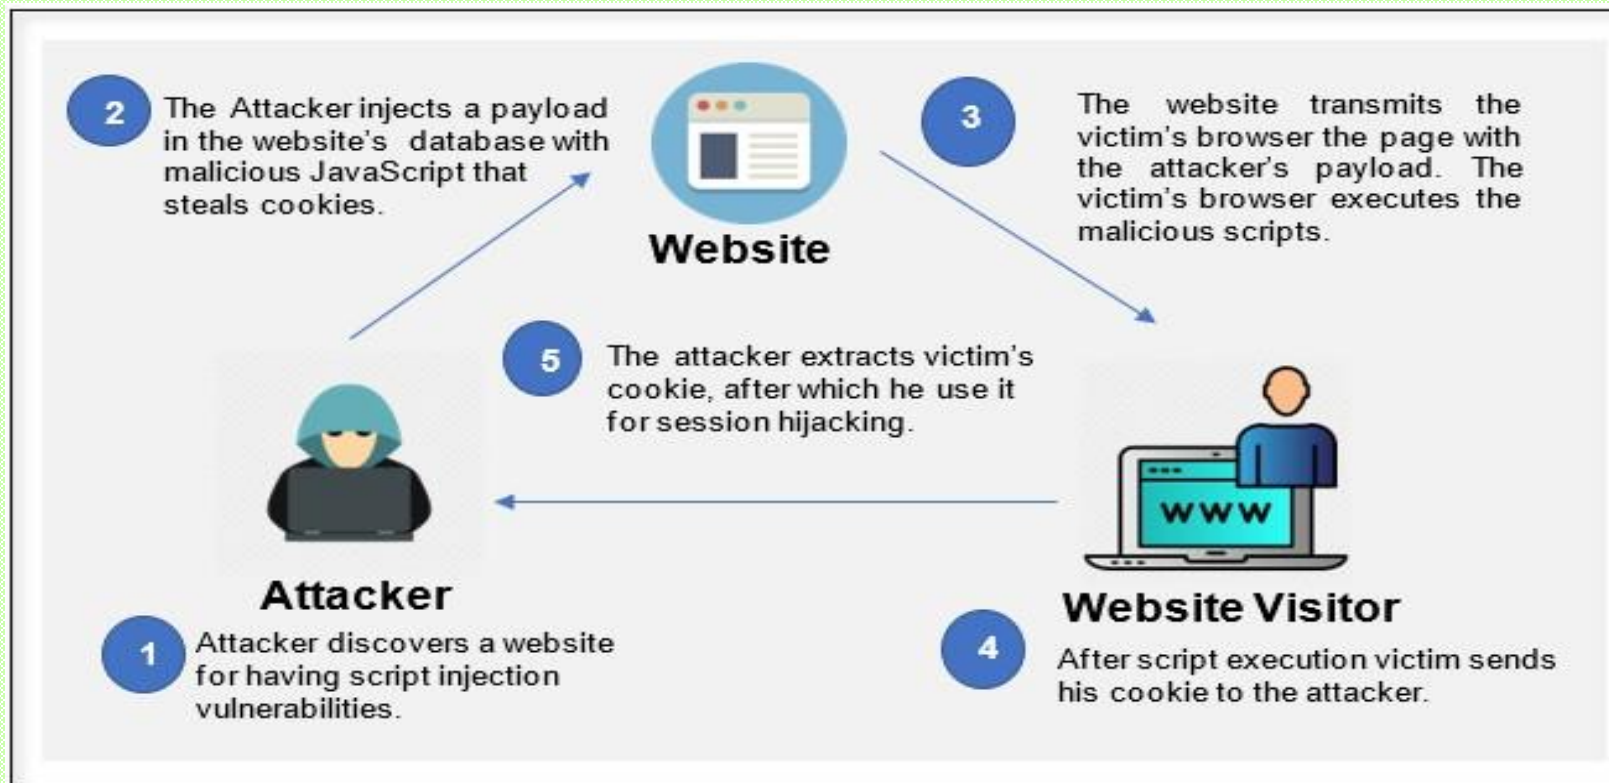 2
The Attacker injects a payload
in the website's database with
malicious JavaScript that
steals cookies.
Website
3
The website transmits the
victim's browser the page with
the attacker's payload. The
victim's browser executes the
malicious scripts.
5
The attacker extracts victim's
cookie, after which he use it
for session hijacking.
WWW
Attacker
1
Attacker discovers a website
for having script injection
vulnerabilities.
Website Visitor
4
After script execution victim sends
his cookie to the attacker.